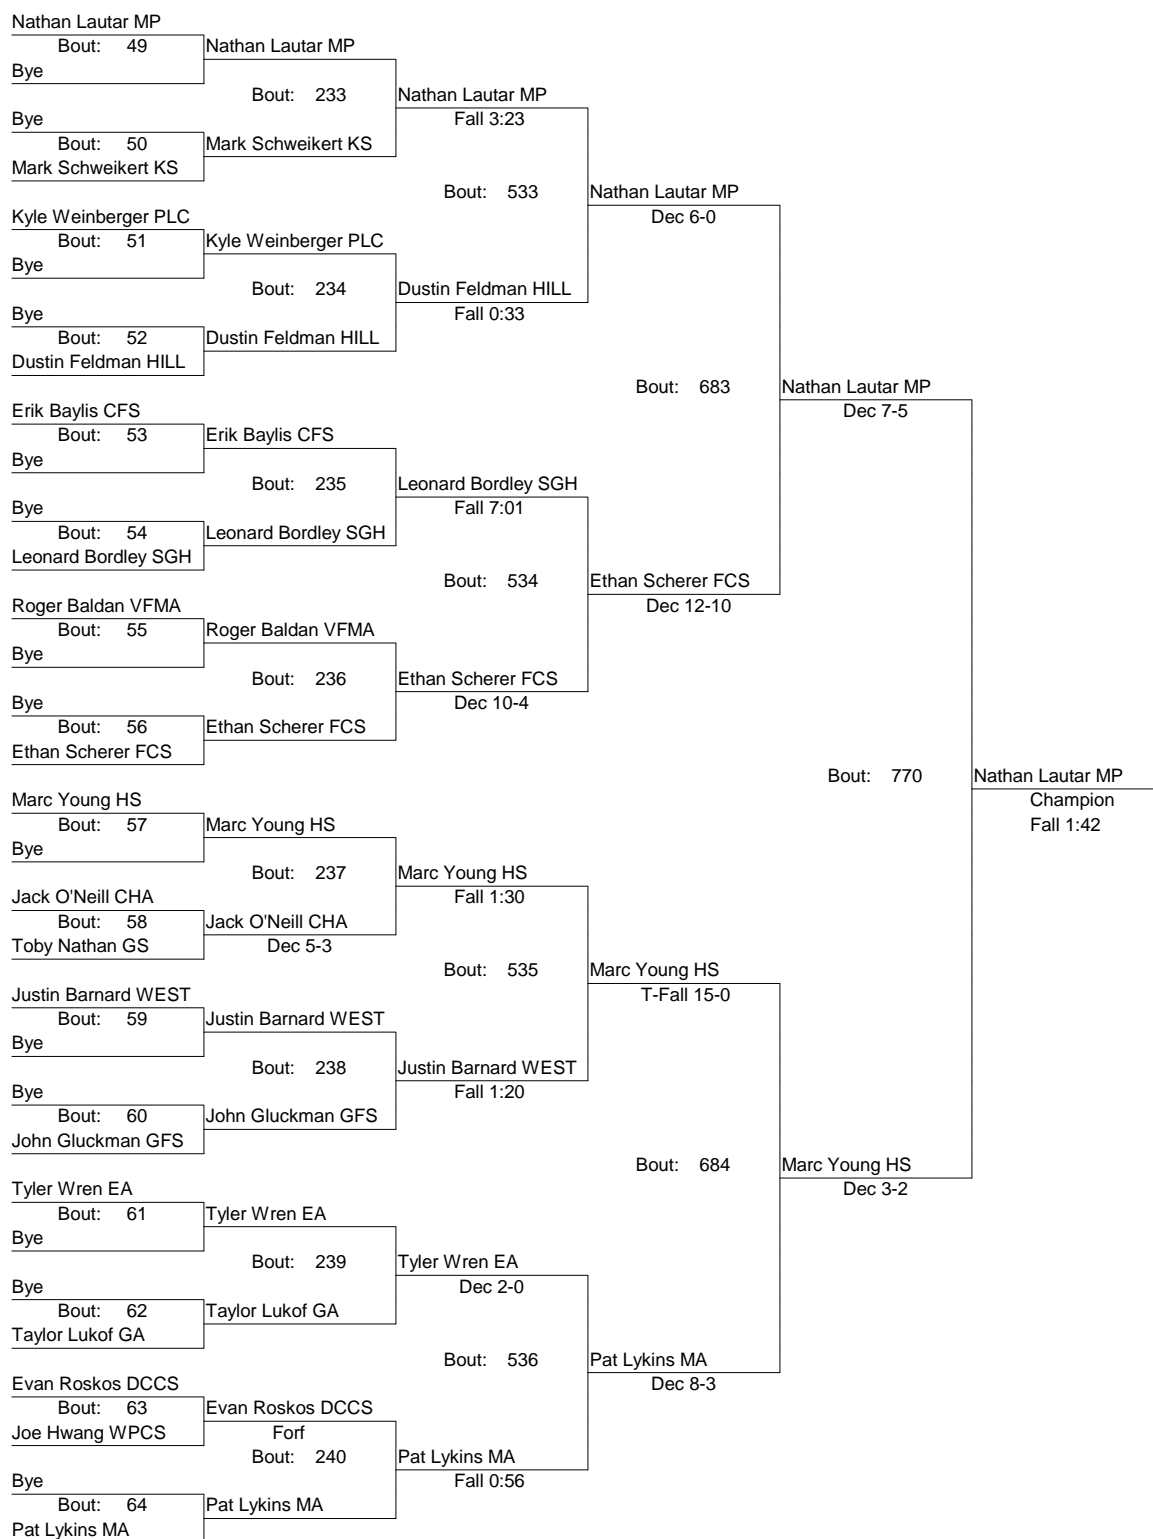 Nathan Lautar MP
Bout: 49 Nathan Lautar MP
Bye
Bout: 233 Nathan Lautar MP
Bye Fall 3:23
Bout: 50 Mark Schweikert KS
Mark Schweikert KS
Bout: 533 Nathan Lautar MP
Kyle Weinberger PLC Dec 6-0
Bout: 51 Kyle Weinberger PLC
Bye
Bout: 234 Dustin Feldman HILL
Bye Fall 0:33
Bout: 52 Dustin Feldman HILL
Dustin Feldman HILL
Bout: 683 Nathan Lautar MP
Erik Baylis CFS Dec 7-5
Bout: 53 Erik Baylis CFS
Bye
Bout: 235 Leonard Bordley SGH
Bye Fall 7:01
Bout: 54 Leonard Bordley SGH
Leonard Bordley SGH
Bout: 534 Ethan Scherer FCS
Roger Baldan VFMA Dec 12-10
Bout: 55 Roger Baldan VFMA
Bye
Bout: 236 Ethan Scherer FCS
Bye Dec 10-4
Bout: 56 Ethan Scherer FCS
Ethan Scherer FCS
Bout: 770 Nathan Lautar MP
Marc Young HS Champion
Bout: 57 Marc Young HS Fall 1:42
Bye
Bout: 237 Marc Young HS
Jack O'Neill CHA Fall 1:30
Bout: 58 Jack O'Neill CHA
Toby Nathan GS Dec 5-3
Bout: 535 Marc Young HS
Justin Barnard WEST T-Fall 15-0
Bout: 59 Justin Barnard WEST
Bye
Bout: 238 Justin Barnard WEST
Bye Fall 1:20
Bout: 60 John Gluckman GFS
John Gluckman GFS
Bout: 684 Marc Young HS
Tyler Wren EA Dec 3-2
Bout: 61 Tyler Wren EA
Bye
Bout: 239 Tyler Wren EA
Bye Dec 2-0
Bout: 62 Taylor Lukof GA
Taylor Lukof GA
Bout: 536 Pat Lykins MA
Evan Roskos DCCS Dec 8-3
Bout: 63 Evan Roskos DCCS
Joe Hwang WPCS Forf
Bout: 240 Pat Lykins MA
Bye Fall 0:56
Bout: 64 Pat Lykins MA
Pat Lykins MA